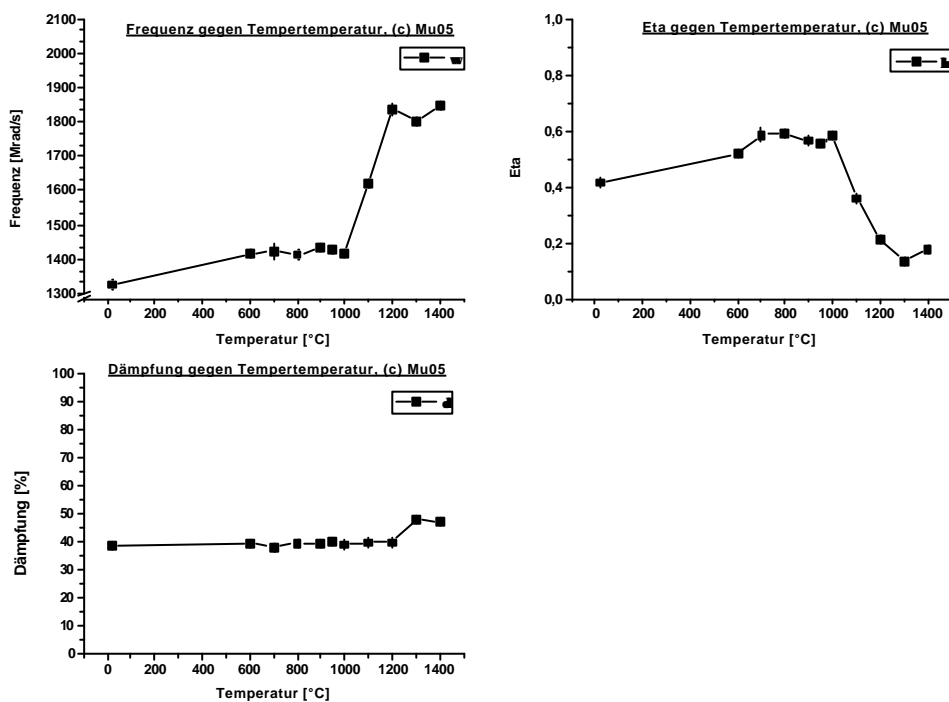 Frequenz gegen Tempertemperatur, (c) Mu05
2100
2000
1900
1800
1700
1600
1500
1400
1300
Frequenz [Mrad/s]
0 200 400 600 800 1000 1200 1400
Temperatur [°C]
Eta gegen Tempertemperatur, (c) Mu05
1,0
0,8
0,6
0,4
0,2
0,0
Eta
0 200 400 600 800 1000 1200 1400
Temperatur [°C]
Dämpfung gegen Tempertemperatur, (c) Mu05
100
90
80
70
60
50
40
30
20
10
0
Dämpfung [%]
0 200 400 600 800 1000 1200 1400
Temperatur [°C]